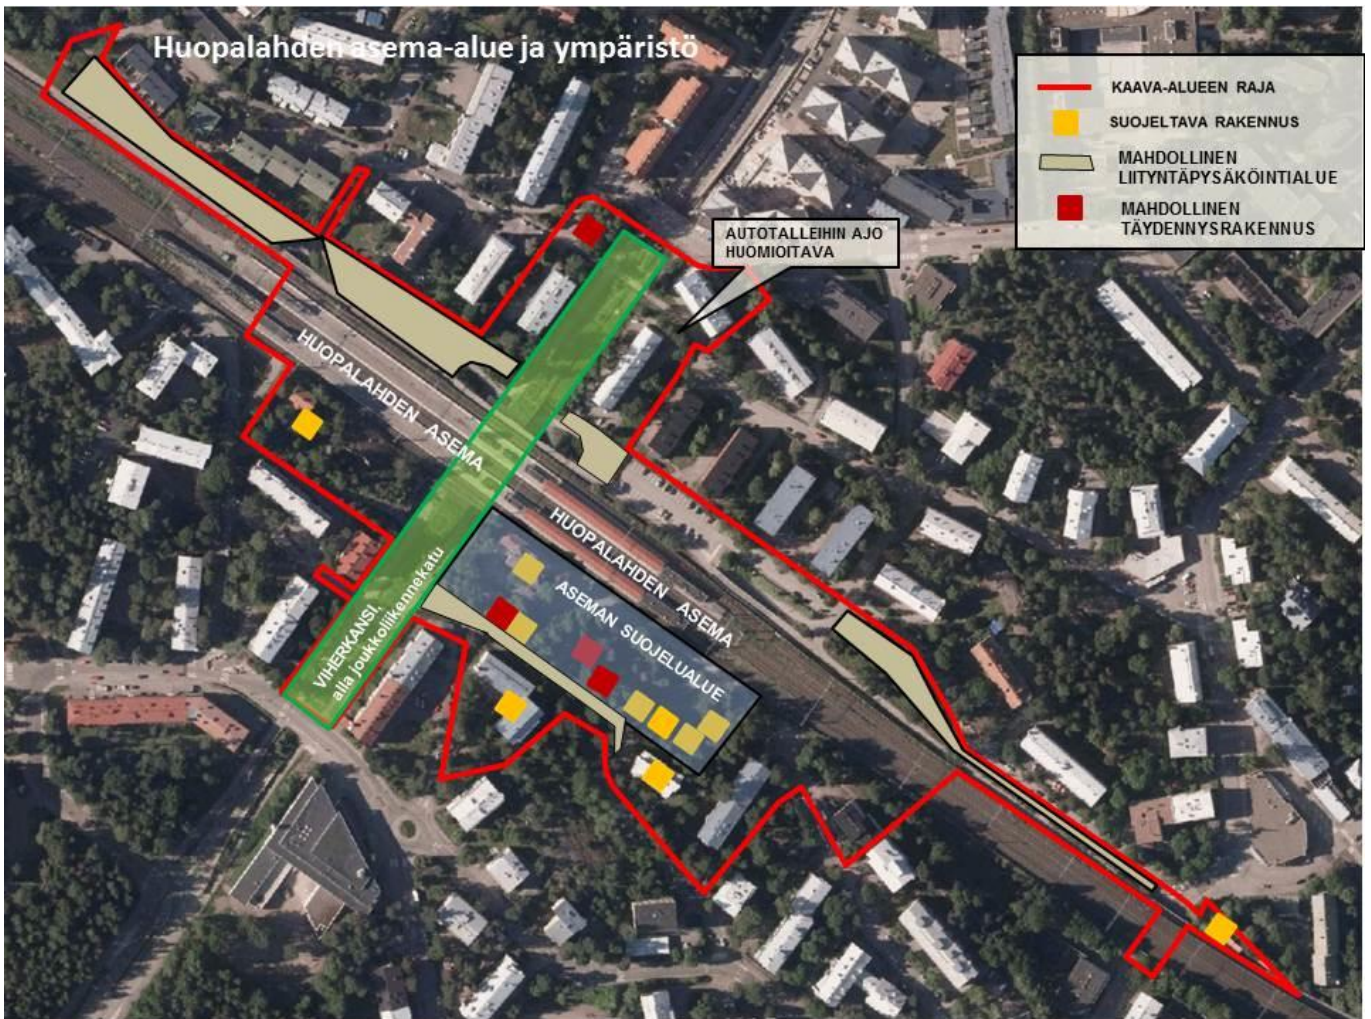 Huopalahden asema-alue ja ympäristö
KAAVA-ALUEEN RAJA
SUOJELTAVA RAKENNUS
MAHDOLLINEN
LIITYNTÄPYSÄKÖINTIALUE
MAHDOLLINEN
TÄYDENNYSRAKENNUS
AUTOTALLEIHIN AJO
HUOMIOITAVA
HUOPALAHDEN ASEMA
HUOPALAHDEN ASEMA
ASEMAN SUOJELUALUE
VIHERKANSI,
alla joukkoliikennekatu